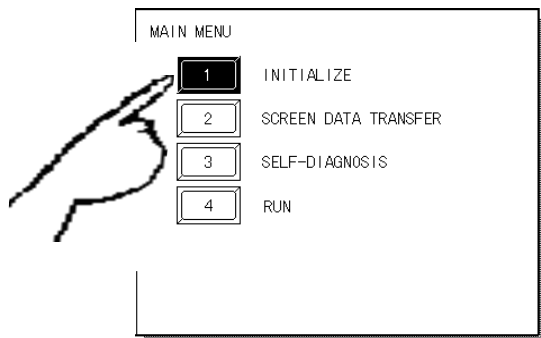 MAIN MENU
1 INITIALIZE
2 SCREEN DATA TRANSFER
3 SELF-DIAGNOSIS
4 RUN